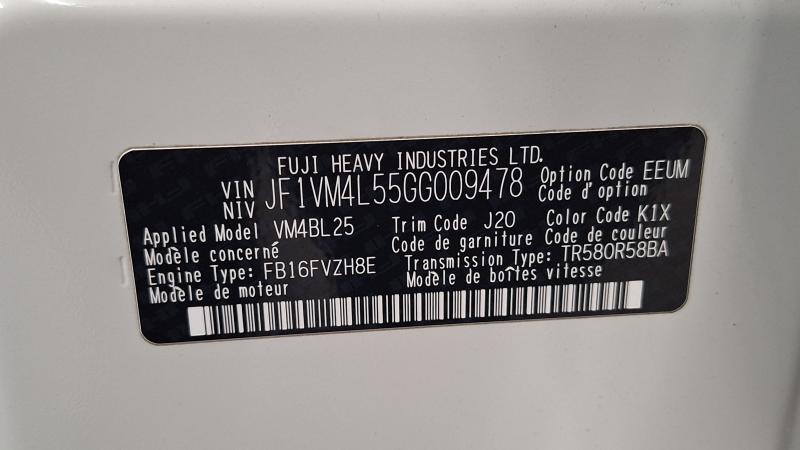 FUJI HEAVY INDUSTRIES LTD.
VIN JF1VM4L55GG009478 Option Code EEUM
NIV Code d'option
Applied Model VM4BL25 Trim Code J20 Color Code K1X
Modèle concerné Code de garniture Code de couleur
Engine Type: FB16FVZH8E Transmission Type: TR580R58BA
Modèle de moteur Modèle de boîtes vitesse